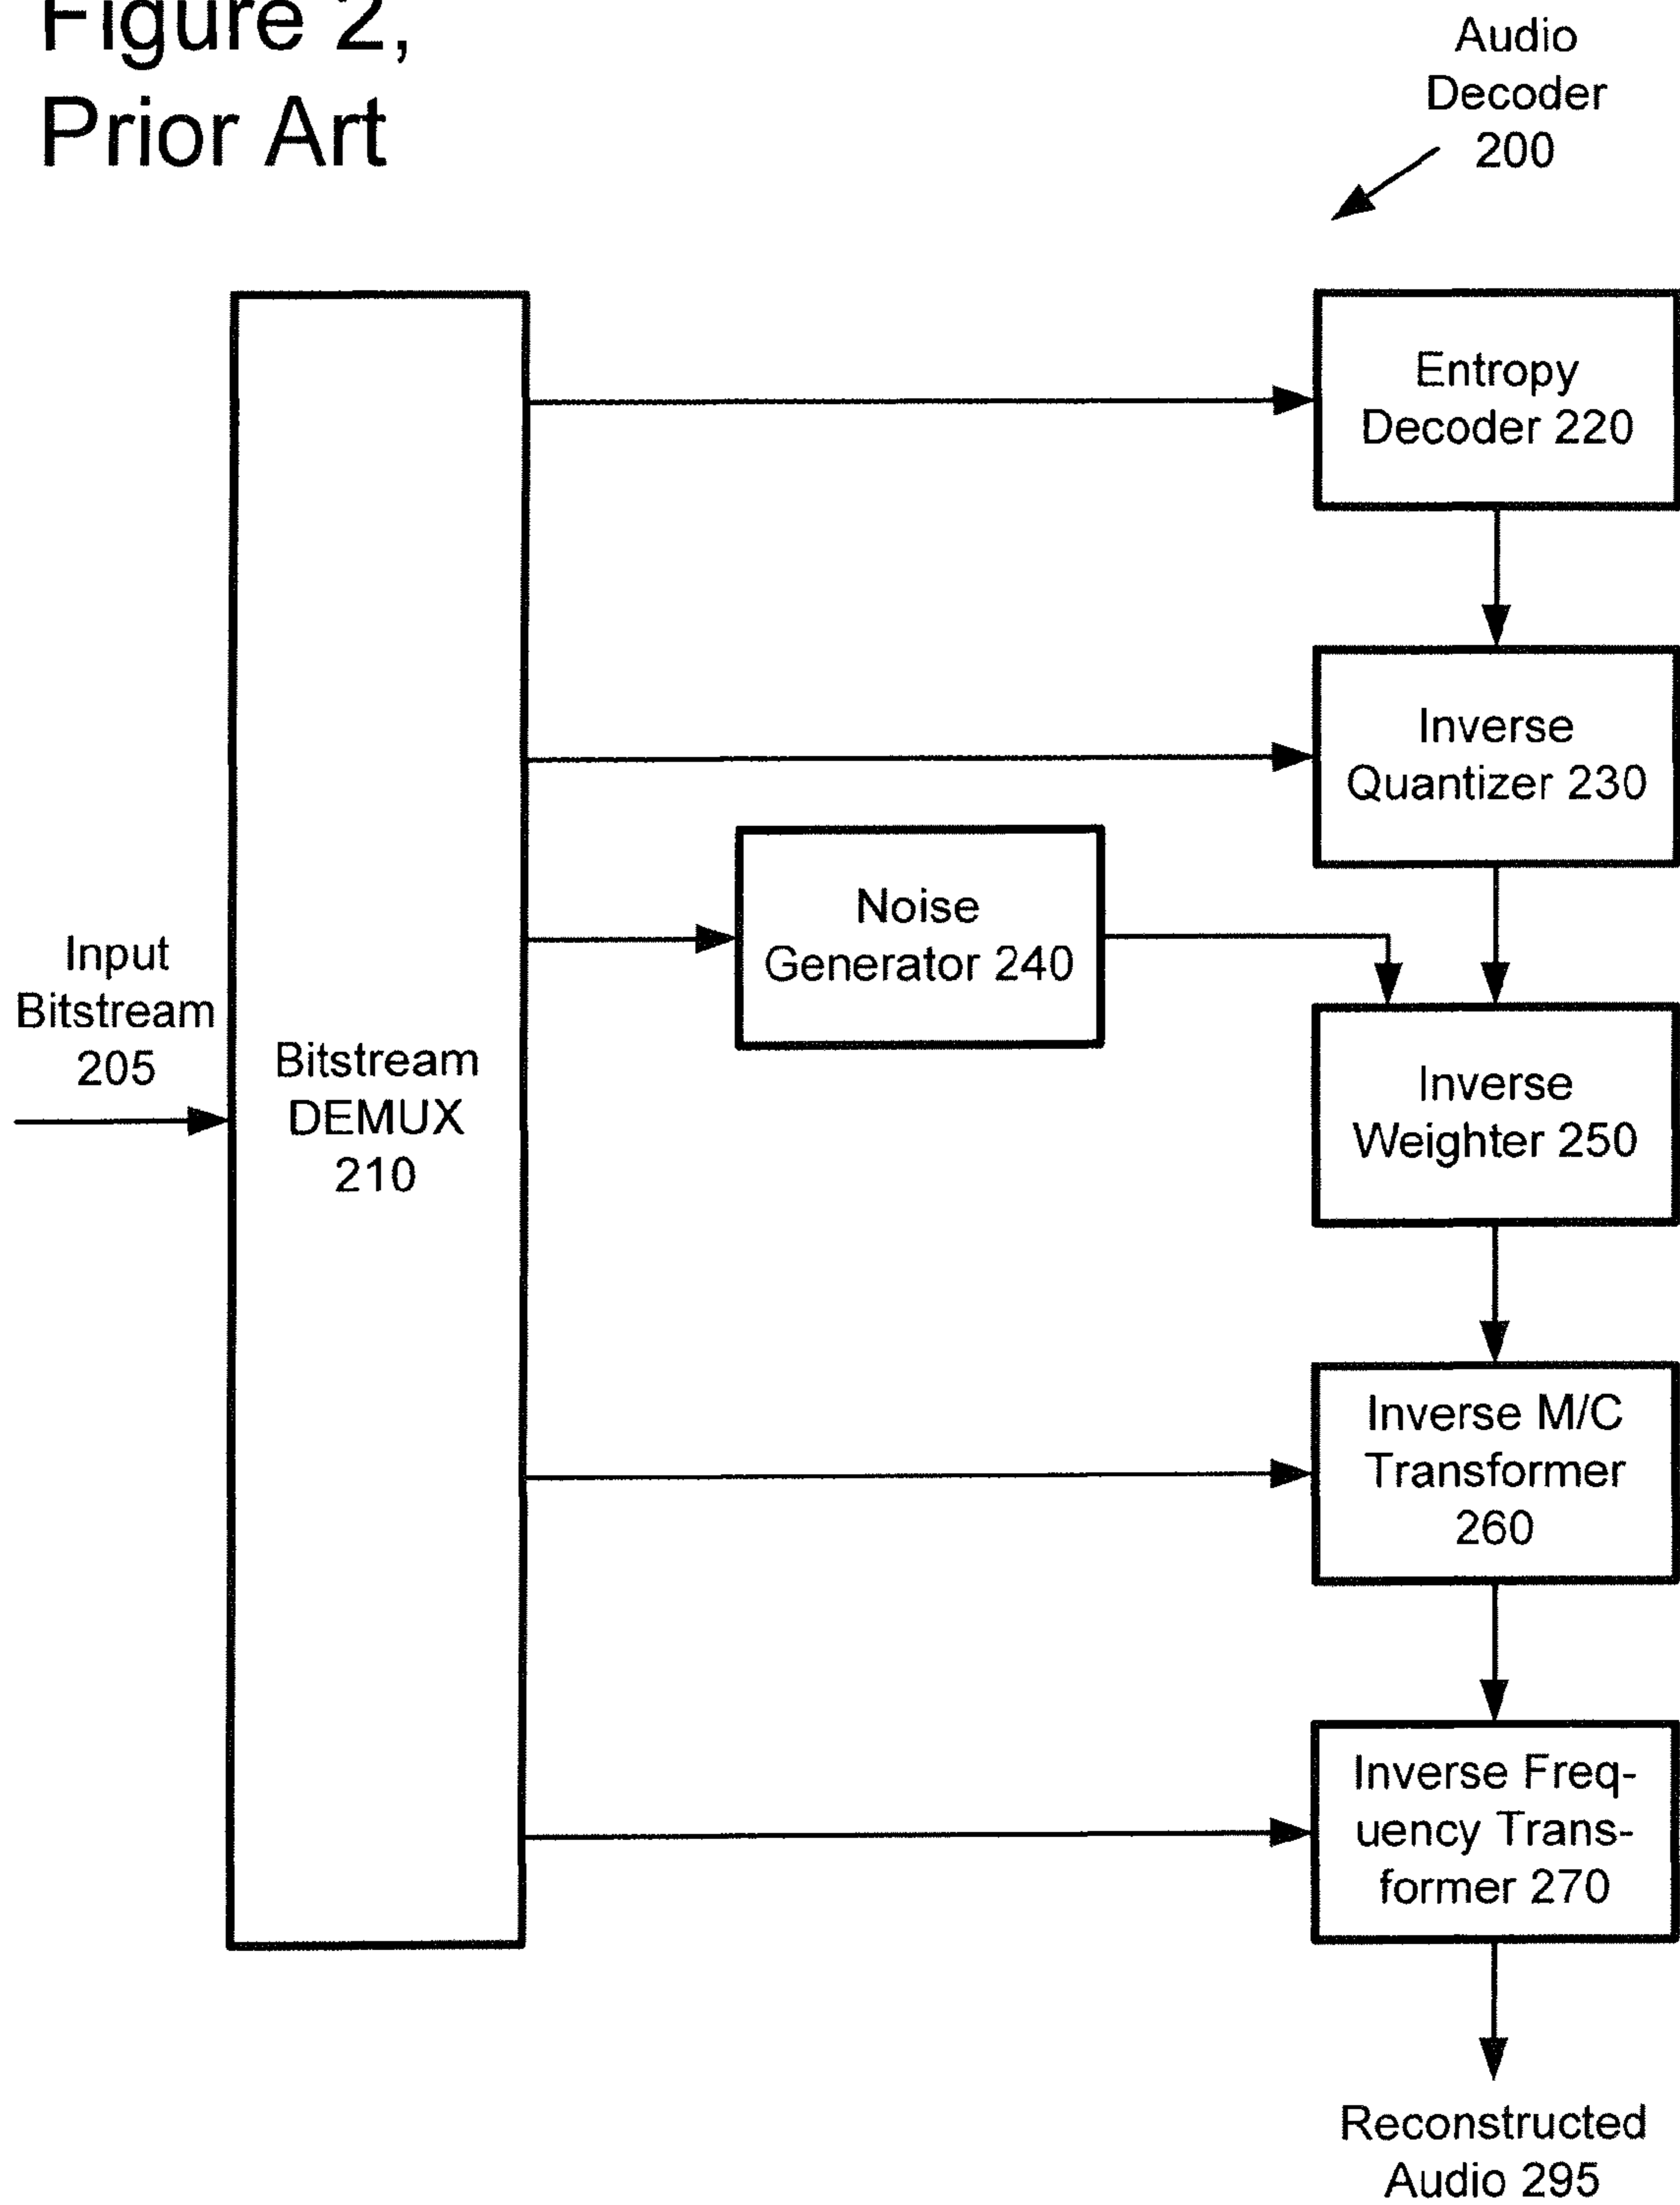 Figure 2,
Prior Art
Audio
Decoder
200
Entropy
Decoder 220
Inverse
Quantizer 230
Noise
Generator 240
Input
Bitstream
205
Bitstream
DEMUX
210
Inverse
Weighter 250
Inverse M/C
Transformer
260
Inverse Freq-
uency Trans-
former 270
Reconstructed
Audio 295